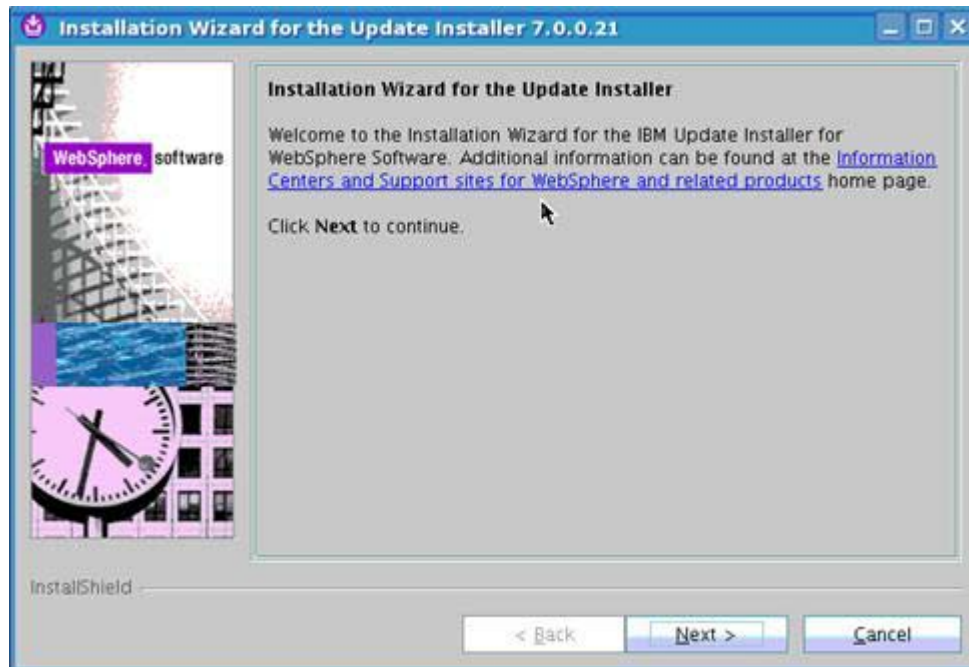 Installation Wizard for the Update Installer 7.0.0.21
WebSphere software
Installation Wizard for the Update Installer
Welcome to the Installation Wizard for the IBM Update Installer for
WebSphere Software. Additional information can be found at the Information
Centers and Support sites for WebSphere and related products home page.
Click Next to continue.
InstallShield
< Back
Next >
Cancel